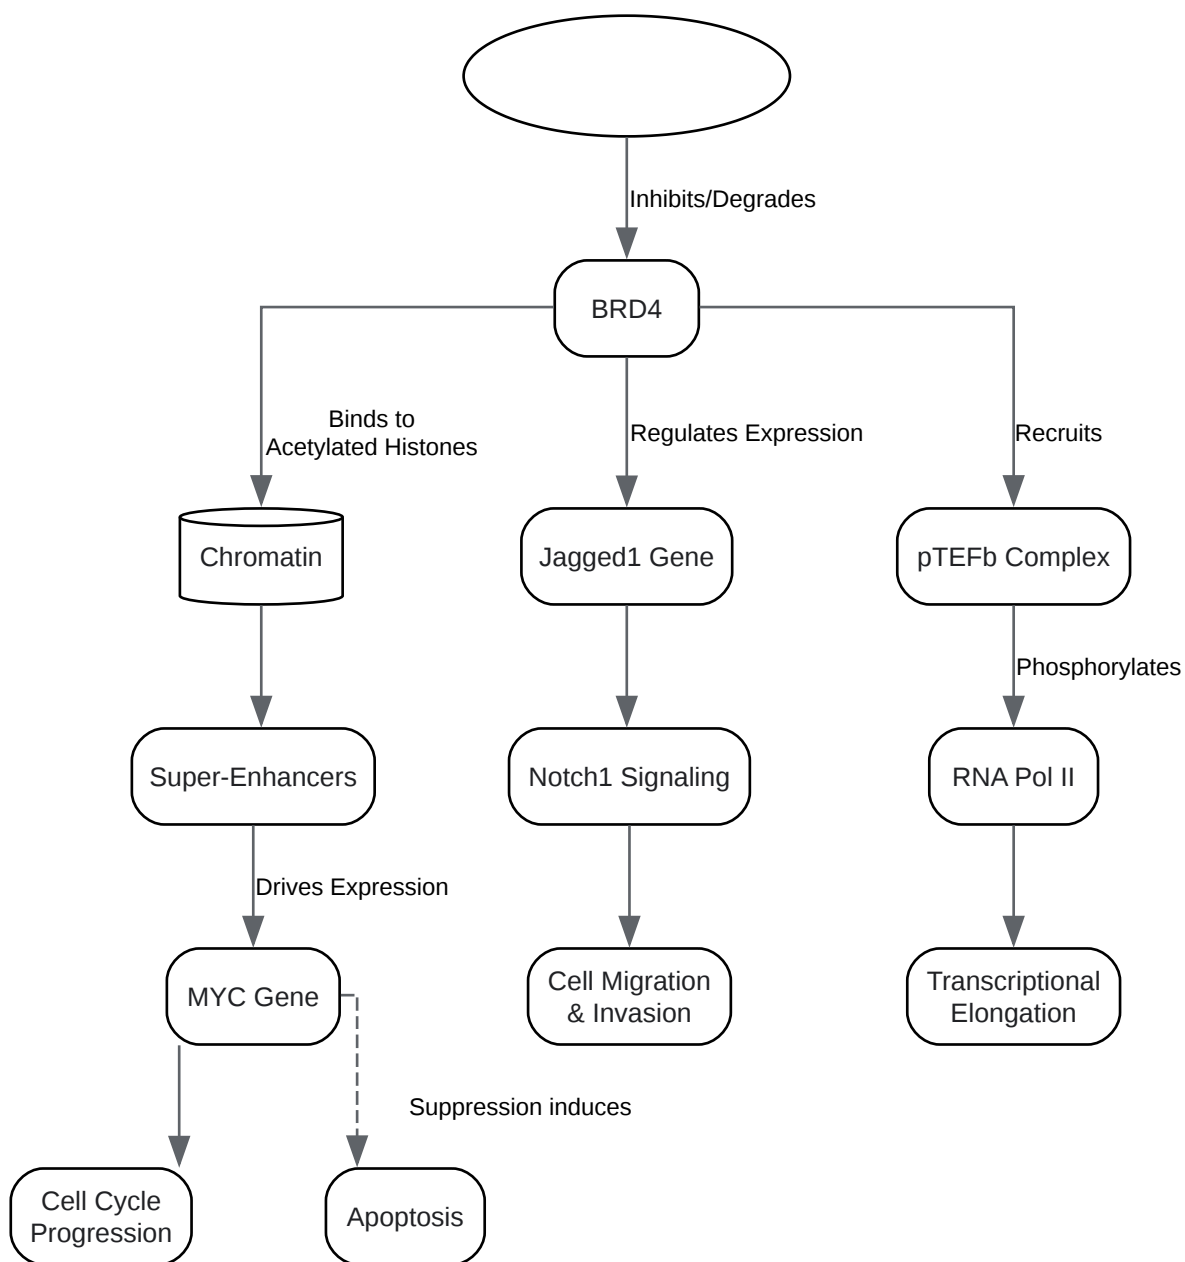 Inhibits/Degrades
BRD4
Binds to
Acetylated Histones
Regulates Expression
Recruits
Chromatin
Jagged1 Gene
pTEFb Complex
Phosphorylates
Super-Enhancers
Notch1 Signaling
RNA Pol II
Drives Expression
MYC Gene
Cell Migration
& Invasion
Transcriptional
Elongation
Suppression induces
Cell Cycle
Progression
Apoptosis